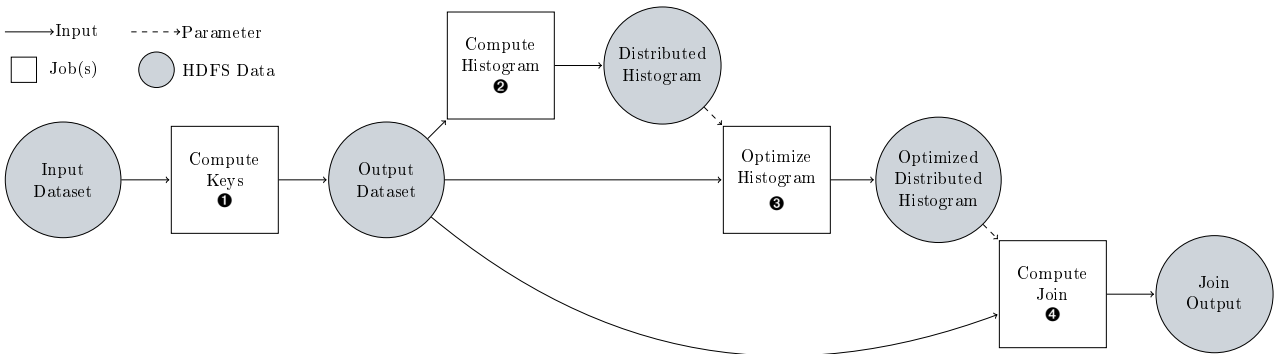 Input
Parameter
Job(s)
HDFS Data
Input
Dataset
Compute
Keys
❶
Output
Dataset
Compute
Histogram
❷
Distributed
Histogram
Optimize
Histogram
❸
Optimized
Distributed
Histogram
Compute
Join
❹
Join
Output